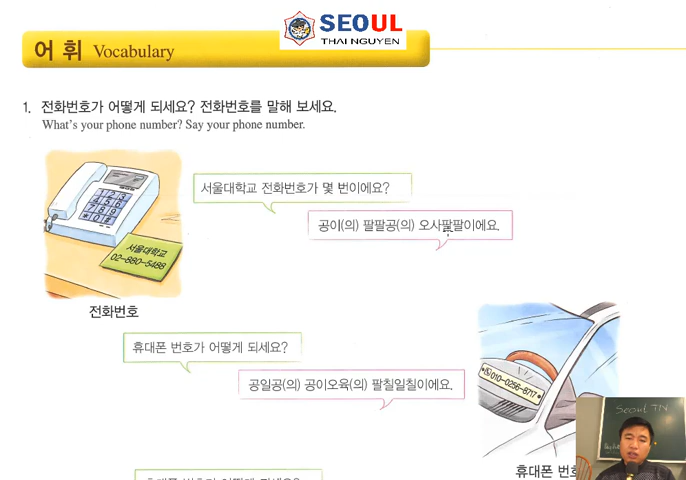 SEOUL
THAI NGUYEN
어 휘 Vocabulary
1. 전화번호가 어떻게 되세요? 전화번호를 말해 보세요.
What's your phone number? Say your phone number.
서울대학교 전화번호가 몇 번이에요?
공이(의) 팔팔공(의) 오사팔팔이에요.
서울대학교
02-880-5488
전화번호
휴대폰 번호가 어떻게 되세요?
공일공(의) 공이오육(의) 팔칠일칠이에요.
010-0256-8717
Seoul TN
휴대폰 번호